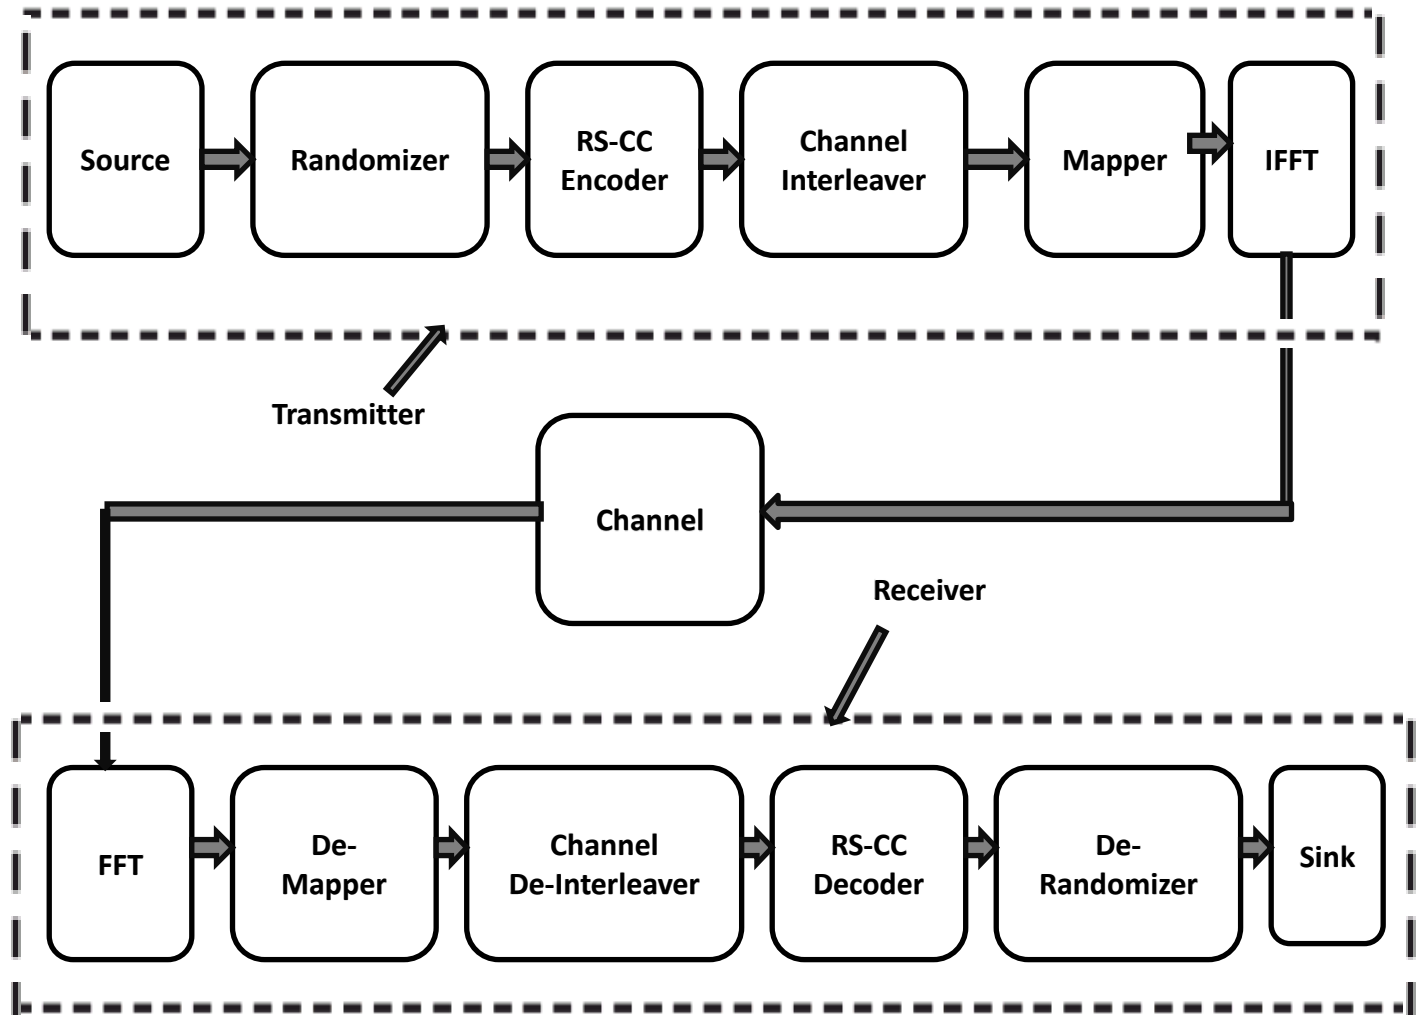 Source
Randomizer
RS-CC
Encoder
Channel
Interleaver
Mapper
IFFT
Transmitter
Channel
Receiver
FFT
De-
Mapper
Channel
De-Interleaver
RS-CC
Decoder
De-
Randomizer
Sink